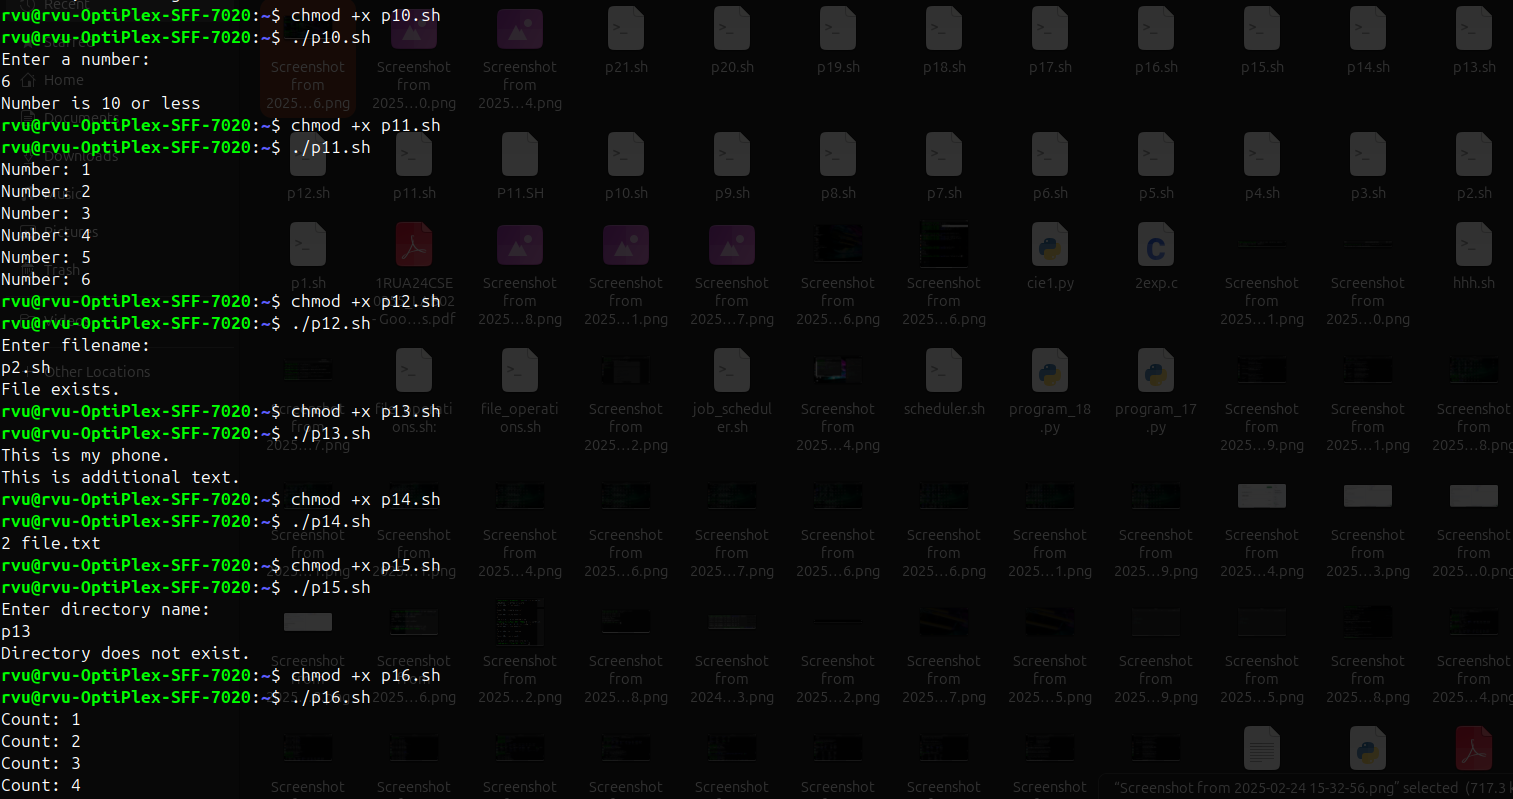 rvu@rvu-OptiPlex-SFF-7020:~$ chmod +x p10.sh
rvu@rvu-OptiPlex-SFF-7020:~$ ./p10.sh
Enter a number:
6
Number is 10 or less
rvu@rvu-OptiPlex-SFF-7020:~$ chmod +x p11.sh
rvu@rvu-OptiPlex-SFF-7020:~$ ./p11.sh
Number: 1
Number: 2
Number: 3
Number: 4
Number: 5
Number: 6
rvu@rvu-OptiPlex-SFF-7020:~$ chmod +x p12.sh
rvu@rvu-OptiPlex-SFF-7020:~$ ./p12.sh
Enter filename:
p2.sh
File exists.
rvu@rvu-OptiPlex-SFF-7020:~$ chmod +x p13.sh
rvu@rvu-OptiPlex-SFF-7020:~$ ./p13.sh
This is my phone.
This is additional text.
rvu@rvu-OptiPlex-SFF-7020:~$ chmod +x p14.sh
rvu@rvu-OptiPlex-SFF-7020:~$ ./p14.sh
2 file.txt
rvu@rvu-OptiPlex-SFF-7020:~$ chmod +x p15.sh
rvu@rvu-OptiPlex-SFF-7020:~$ ./p15.sh
Enter directory name:
p13
Directory does not exist.
rvu@rvu-OptiPlex-SFF-7020:~$ chmod +x p16.sh
rvu@rvu-OptiPlex-SFF-7020:~$ ./p16.sh
Count: 1
Count: 2
Count: 3
Count: 4
Recent
Home
Documents
Downloads
Pictures
Trash
Other Locations
Screenshot from 2025...6.png
Screenshot from 2025...0.png
Screenshot from 2025...4.png
p21.sh
p20.sh
p19.sh
p18.sh
p17.sh
p16.sh
p15.sh
p14.sh
p13.sh
p12.sh
p11.sh
P11.SH
p10.sh
p9.sh
p8.sh
p7.sh
p6.sh
p5.sh
p4.sh
p3.sh
p2.sh
p1.sh
1RUA24CSE
Screenshot from 2025...8.png
Screenshot from 2025...1.png
Screenshot from 2025...7.png
Screenshot from 2025...6.png
Screenshot from 2025...6.png
cie1.py
2exp.c
Screenshot from 2025...1.png
Screenshot from 2025...0.png
hhh.sh
file_operations.sh
Screenshot from 2025...2.png
job_scheduler.sh
Screenshot from 2025...4.png
scheduler.sh
program_18.py
program_17.py
Screenshot from 2025...9.png
Screenshot from 2025...1.png
Screenshot from 2025...8.png
Screenshot from 2025...4.png
Screenshot from 2025...6.png
Screenshot from 2025...7.png
Screenshot from 2025...6.png
Screenshot from 2025...6.png
Screenshot from 2025...1.png
Screenshot from 2025...9.png
Screenshot from 2025...4.png
Screenshot from 2025...3.png
Screenshot from 2025...0.png
Screenshot from 2025...6.png
Screenshot from 2025...2.png
Screenshot from 2025...8.png
Screenshot from 2024...3.png
Screenshot from 2025...2.png
Screenshot from 2025...7.png
Screenshot from 2025...5.png
Screenshot from 2025...9.png
Screenshot from 2025...5.png
Screenshot from 2025...8.png
Screenshot from 2025...4.png
Screenshot
Screenshot
Screenshot
Screenshot
Screenshot
Screenshot
Screenshot
Screenshot
Screenshot
"Screenshot from 2025-02-24 15-32-56.png" selected (717.3